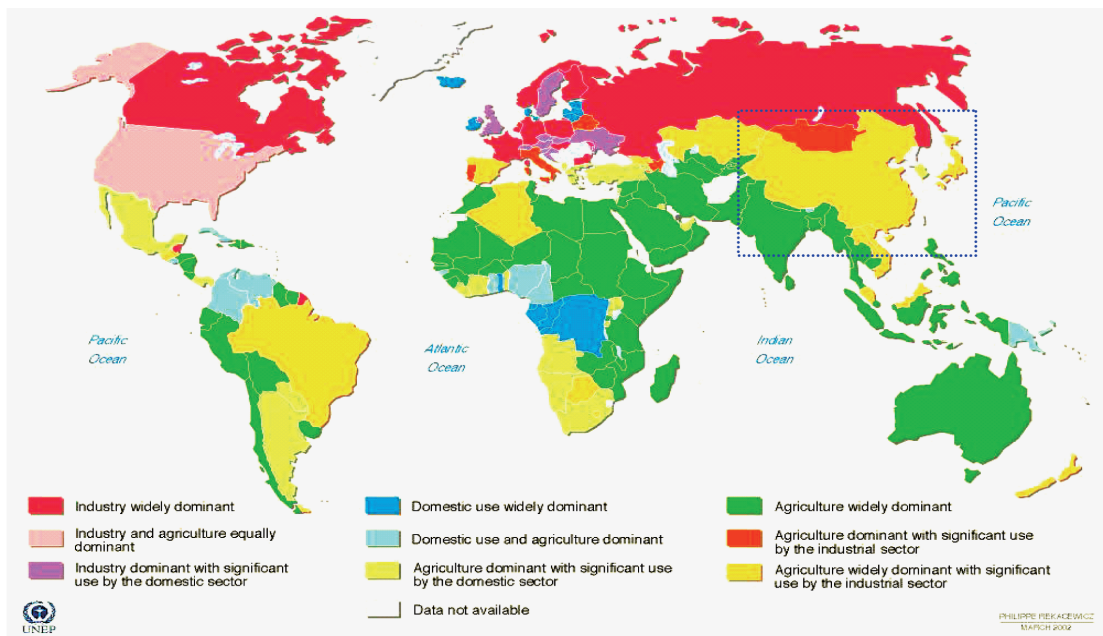 Pacific
Ocean
Pacific
Ocean
Atlantic
Ocean
Indian
Ocean
Industry widely dominant
Industry and agriculture equally
dominant
Industry dominant with significant
use by the domestic sector
Domestic use widely dominant
Domestic use and agriculture dominant
Agriculture dominant with significant use
by the domestic sector
Data not available
Agriculture widely dominant
Agriculture dominant with significant use
by the industrial sector
Agriculture widely dominant with significant
use by the industrial sector
UNEP
PHILIPPE REKACEWICZ
MARCH 2002